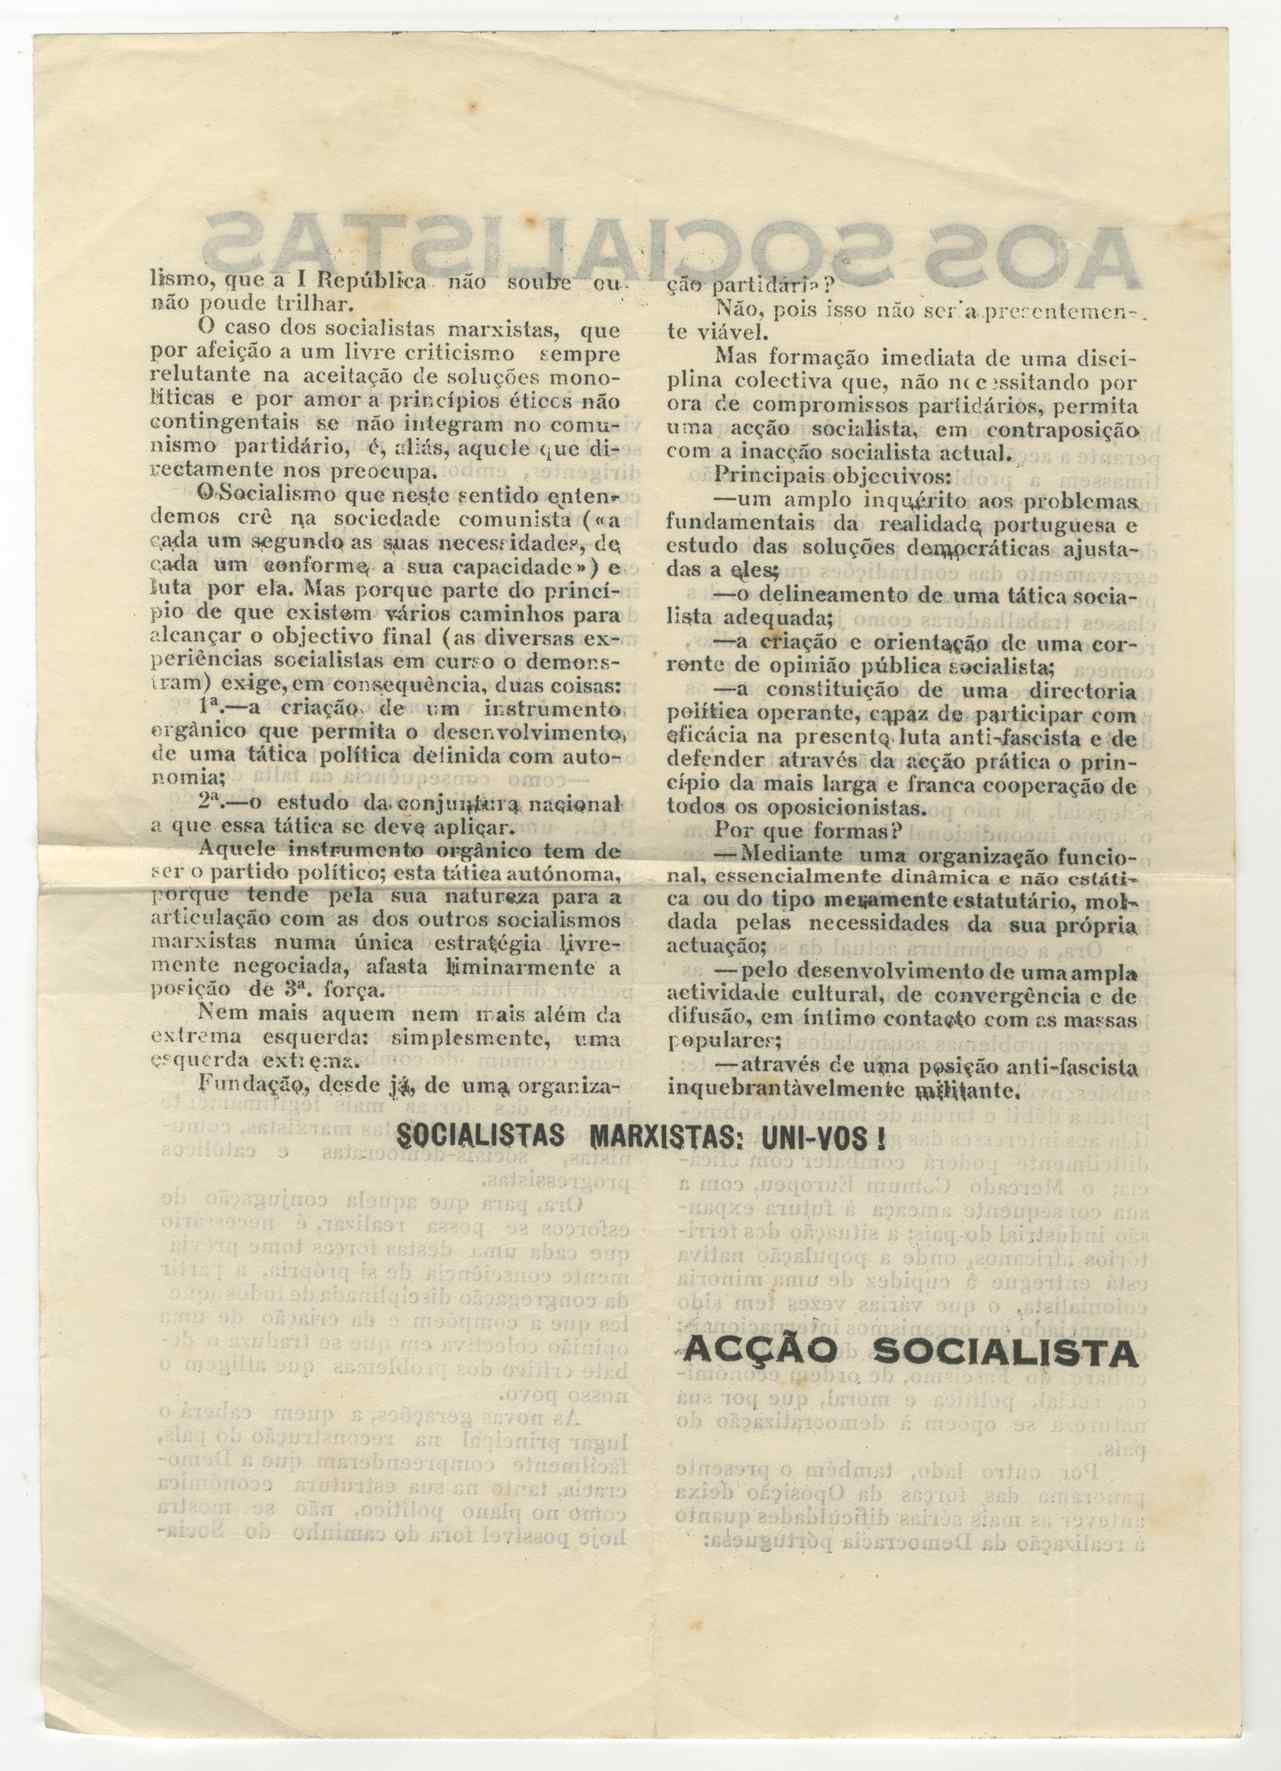 lismo, que a I República não soube ou
não poude trilhar.
O caso dos socialistas marxistas, que
por afeição a um livre criticismo sempre
relutante na aceitação de soluções mono-
líticas e por amor a princípios éticos não
contingentais se não integram no comu-
nismo partidário, é, aliás, aquele que di-
rectamente nos preocupa.
O Socialismo que neste sentido enten-
demos crê na sociedade comunista («a
cada um segundo as suas necessidades, de
cada um conforme a sua capacidade») e
luta por ela. Mas porque parte do princí-
pio de que existem vários caminhos para
alcançar o objectivo final (as diversas ex-
periências socialistas em curso o demons-
tram) exige, em consequência, duas coisas:
1ª.—a criação de um instrumento
orgânico que permita o desenvolvimento,
de uma tática política definida com auto-
nomia;
2ª.—o estudo da conjuntura nacional
a que essa tática se deve aplicar.
Aquele instrumento orgânico tem de
ser o partido político; esta tática autónoma,
porque tende pela sua natureza para a
articulação com as dos outros socialismos
marxistas numa única estratégia livre-
mente negociada, afasta liminarmente a
posição de 3ª. força.
Nem mais aquem nem mais além da
extrema esquerda: simplesmente, uma
esquerda extrema.
Fundação, desde já, de uma organiza-
ção partidária?
Não, pois isso não seria presentemen-
te viável.
Mas formação imediata de uma disci-
plina colectiva que, não necessitando por
ora de compromissos partidários, permita
uma acção socialista, em contraposição
com a inacção socialista actual.
Principais objectivos:
—um amplo inquérito aos problemas
fundamentais da realidade portuguesa e
estudo das soluções democráticas ajusta-
das a eles;
—o delineamento de uma tática socia-
lista adequada;
—a criação e orientação de uma cor-
rente de opinião pública socialista;
—a constituição de uma directoria
política operante, capaz de participar com
eficácia na presente luta anti-fascista e de
defender através da acção prática o prin-
cípio da mais larga e franca cooperação de
todos os oposicionistas.
Por que formas?
—Mediante uma organização funcio-
nal, essencialmente dinâmica e não estáti-
ca ou do tipo meramente estatutário, mol-
dada pelas necessidades da sua própria
actuação;
—pelo desenvolvimento de uma ampla
actividade cultural, de convergência e de
difusão, em íntimo contacto com as massas
populares;
—através de uma posição anti-fascista
inquebrantàvelmente militante.
SOCIALISTAS MARXISTAS: UNI-VOS!
ACÇÃO SOCIALISTA